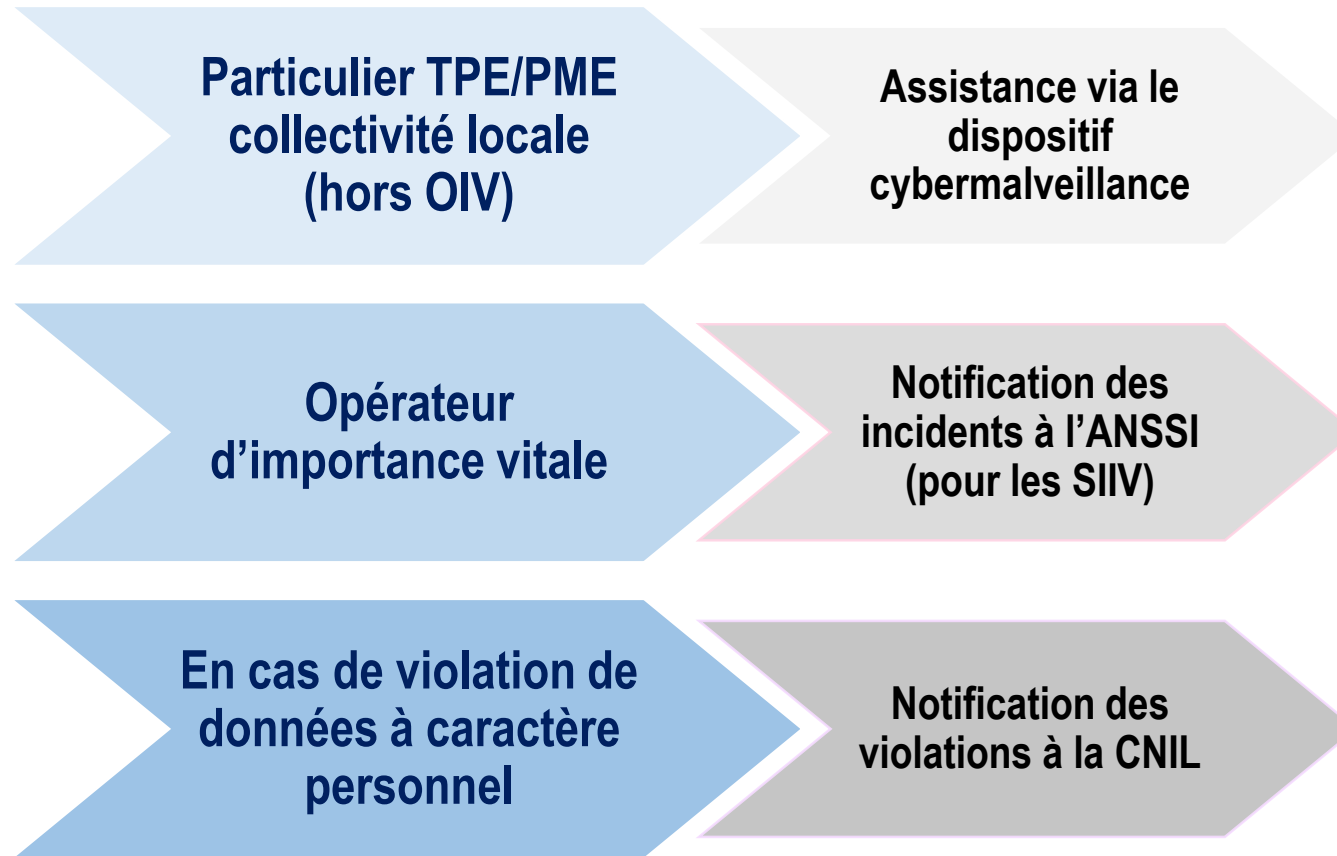 Particulier TPE/PME
collectivité locale
(hors OIV)
Assistance via le
dispositif
cybermalveillance
Opérateur
d’importance vitale
Notification des
incidents à l’ANSSI
(pour les SIIV)
En cas de violation de
données à caractère
personnel
Notification des
violations à la CNIL